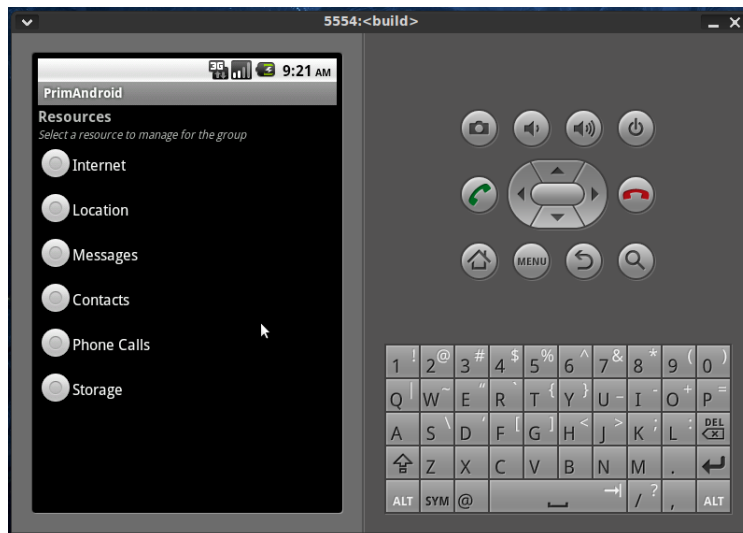 5554:<build>
3G 9:21 AM
PrimAndroid
Resources
Select a resource to manage for the group
Internet
Location
Messages
Contacts
Phone Calls
Storage
MENU
1 ! 2 @ 3 # 4 $ 5 % 6 ^ 7 & 8 * 9 ( 0 )
Q | W ~ E " R ` T { Y } U _ I - O + P =
A S \ D ' F [ G ] H < J > K ; L : DEL
Z X C V B N M .
ALT SYM @ / ? , ALT